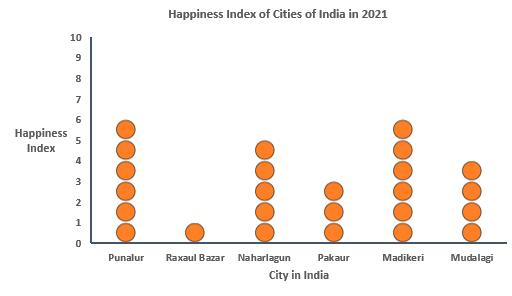 Happiness Index of Cities of India in 2021
10
9
8
7
6
5
4
3
2
1
0
Happiness
Index
Punalur Raxaul Bazar Naharlagun Pakaur Madikeri Mudalagi
City in India